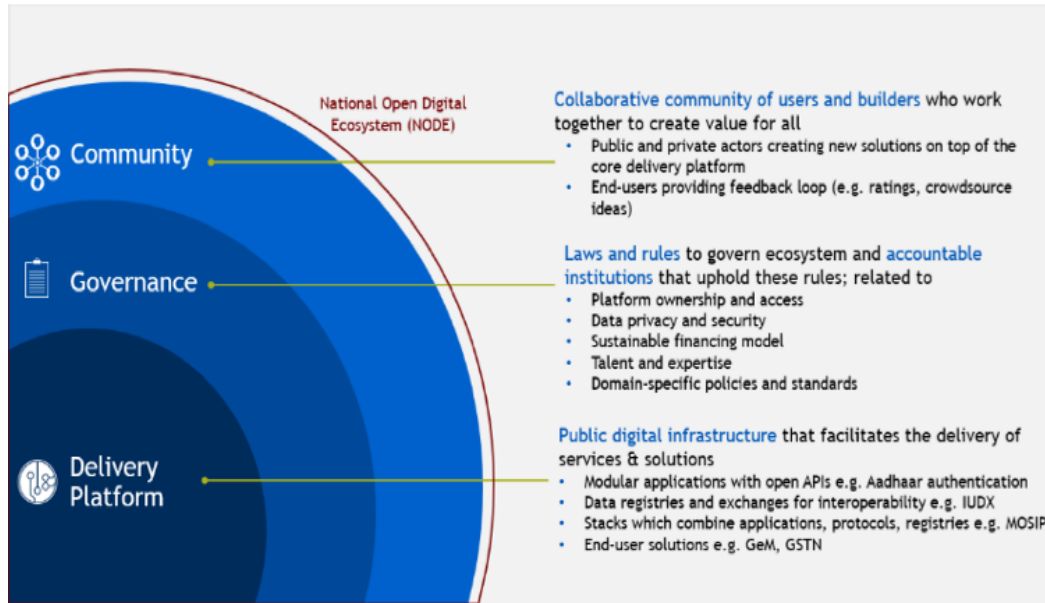 National Open Digital
Ecosystem (NODE)
Community
Collaborative community of users and builders who work
together to create value for all
• Public and private actors creating new solutions on top of the
core delivery platform
• End-users providing feedback loop (e.g. ratings, crowdsource
ideas)
Governance
Laws and rules to govern ecosystem and accountable
institutions that uphold these rules; related to
• Platform ownership and access
• Data privacy and security
• Sustainable financing model
• Talent and expertise
• Domain-specific policies and standards
Delivery
Platform
Public digital infrastructure that facilitates the delivery of
services & solutions
• Modular applications with open APIs e.g. Aadhaar authentication
• Data registries and exchanges for interoperability e.g. IUDX
• Stacks which combine applications, protocols, registries e.g. MOSIP
• End-user solutions e.g. GeM, GSTN